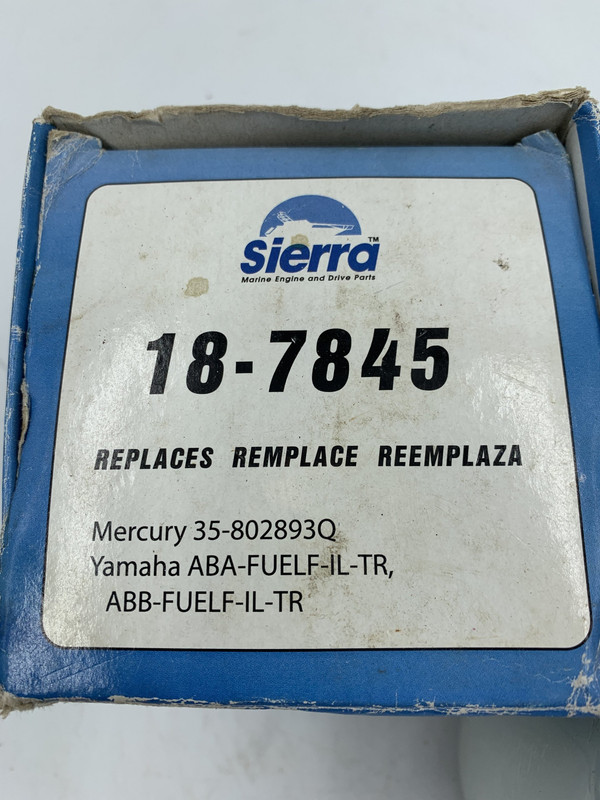 Sierra™
Marine Engine and Drive Parts
18-7845
REPLACES REMPLACE REEMPLAZA
Mercury 35-802893Q
Yamaha ABA-FUELF-IL-TR,
ABB-FUELF-IL-TR